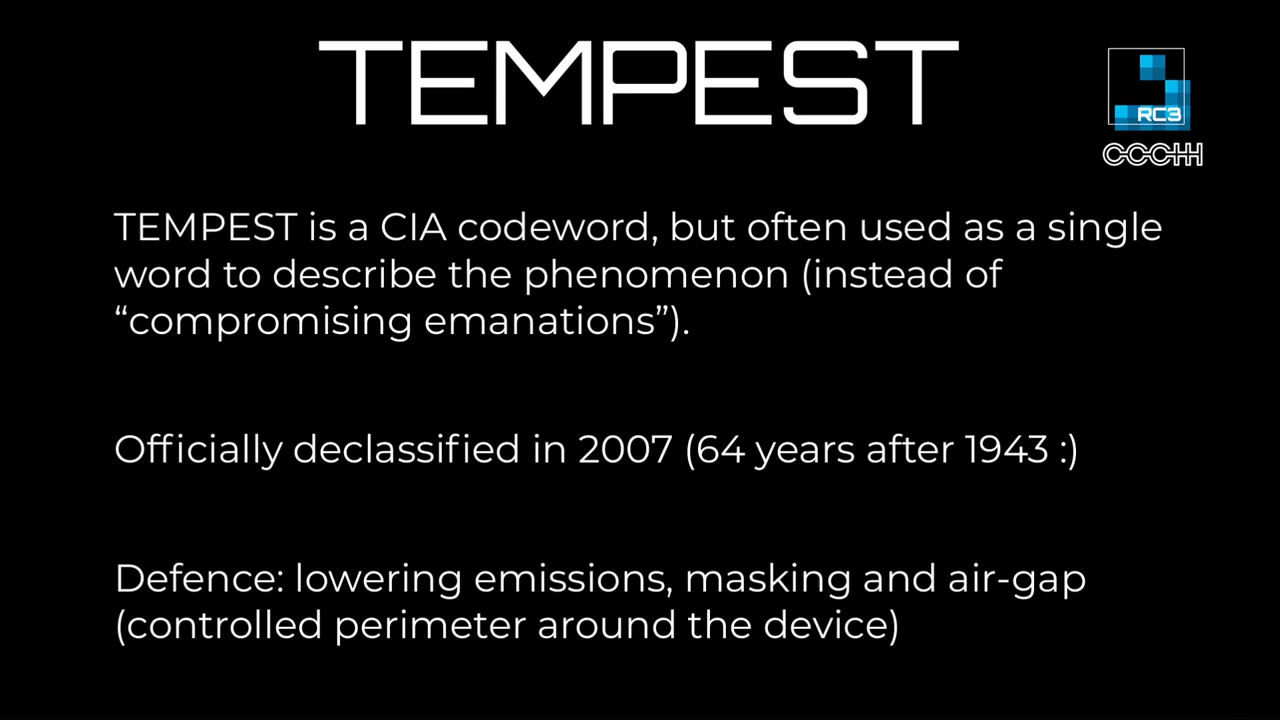 TEMPEST
RC3
CCCHH
TEMPEST is a CIA codeword, but often used as a single
word to describe the phenomenon (instead of
“compromising emanations”).
Officially declassified in 2007 (64 years after 1943 :)
Defence: lowering emissions, masking and air-gap
(controlled perimeter around the device)